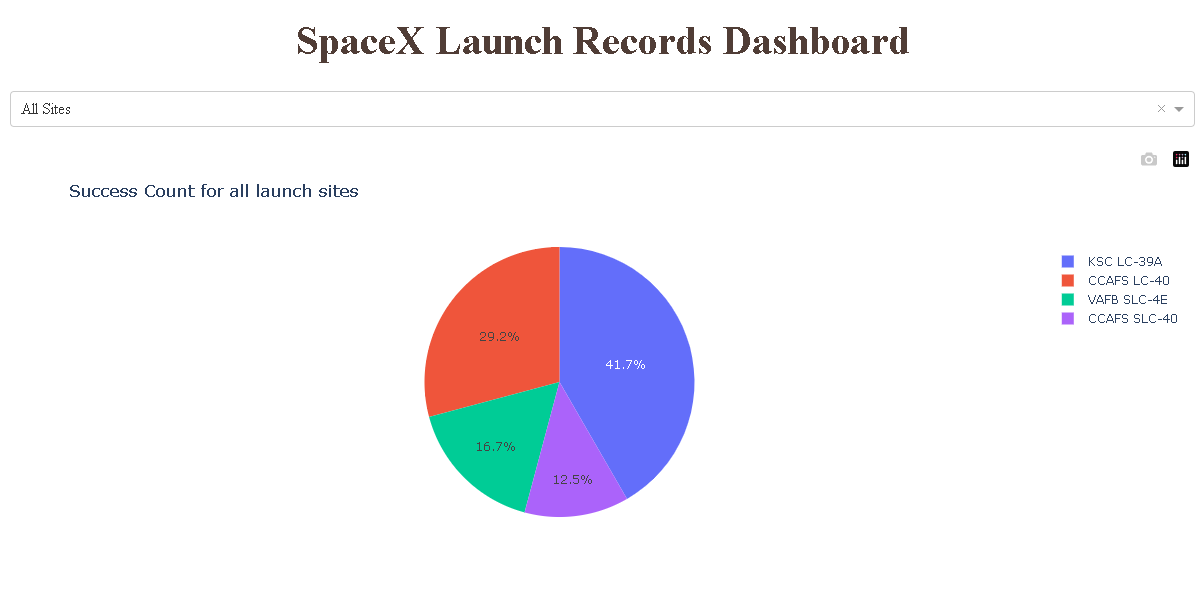 SpaceX Launch Records Dashboard
All Sites
Success Count for all launch sites
KSC LC-39A
CCAFS LC-40
VAFB SLC-4E
CCAFS SLC-40
29.2%
41.7%
16.7%
12.5%